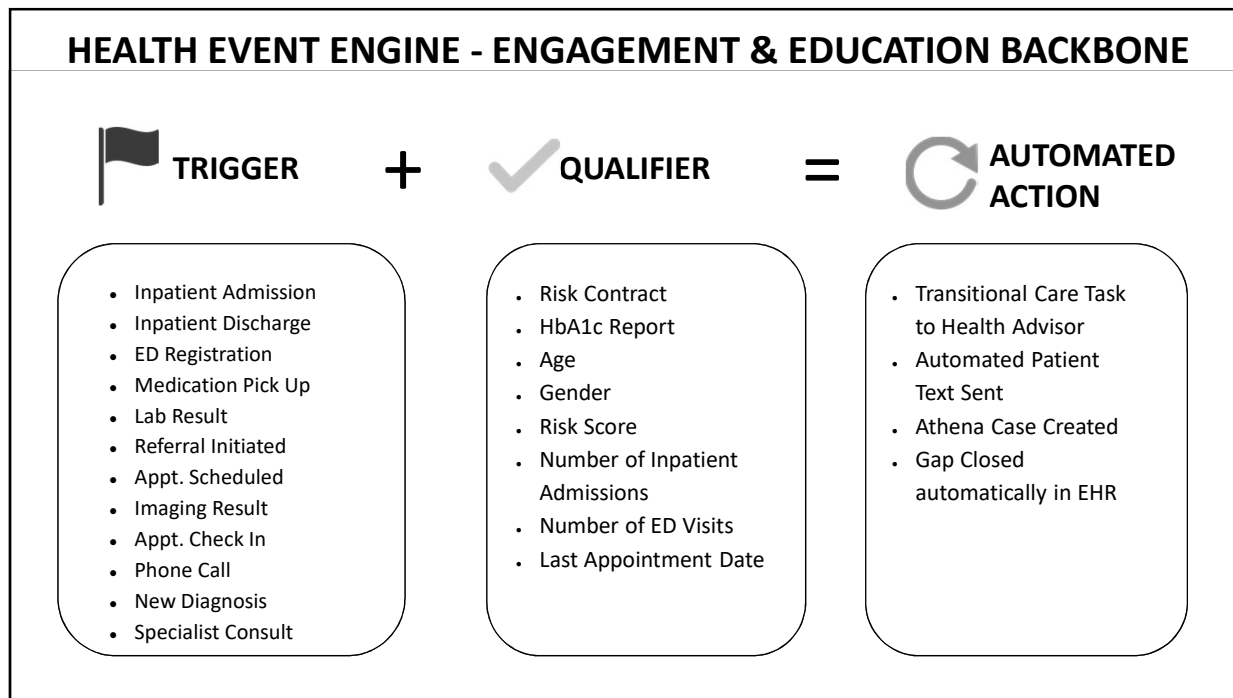 HEALTH EVENT ENGINE - ENGAGEMENT & EDUCATION BACKBONE
TRIGGER
+
QUALIFIER
=
AUTOMATED
ACTION
• Inpatient Admission
• Inpatient Discharge
• ED Registration
• Medication Pick Up
• Lab Result
• Referral Initiated
• Appt. Scheduled
• Imaging Result
• Appt. Check In
• Phone Call
• New Diagnosis
• Specialist Consult
• Risk Contract
• HbA1c Report
• Age
• Gender
• Risk Score
• Number of Inpatient
Admissions
• Number of ED Visits
• Last Appointment Date
• Transitional Care Task
to Health Advisor
• Automated Patient
Text Sent
• Athena Case Created
• Gap Closed
automatically in EHR